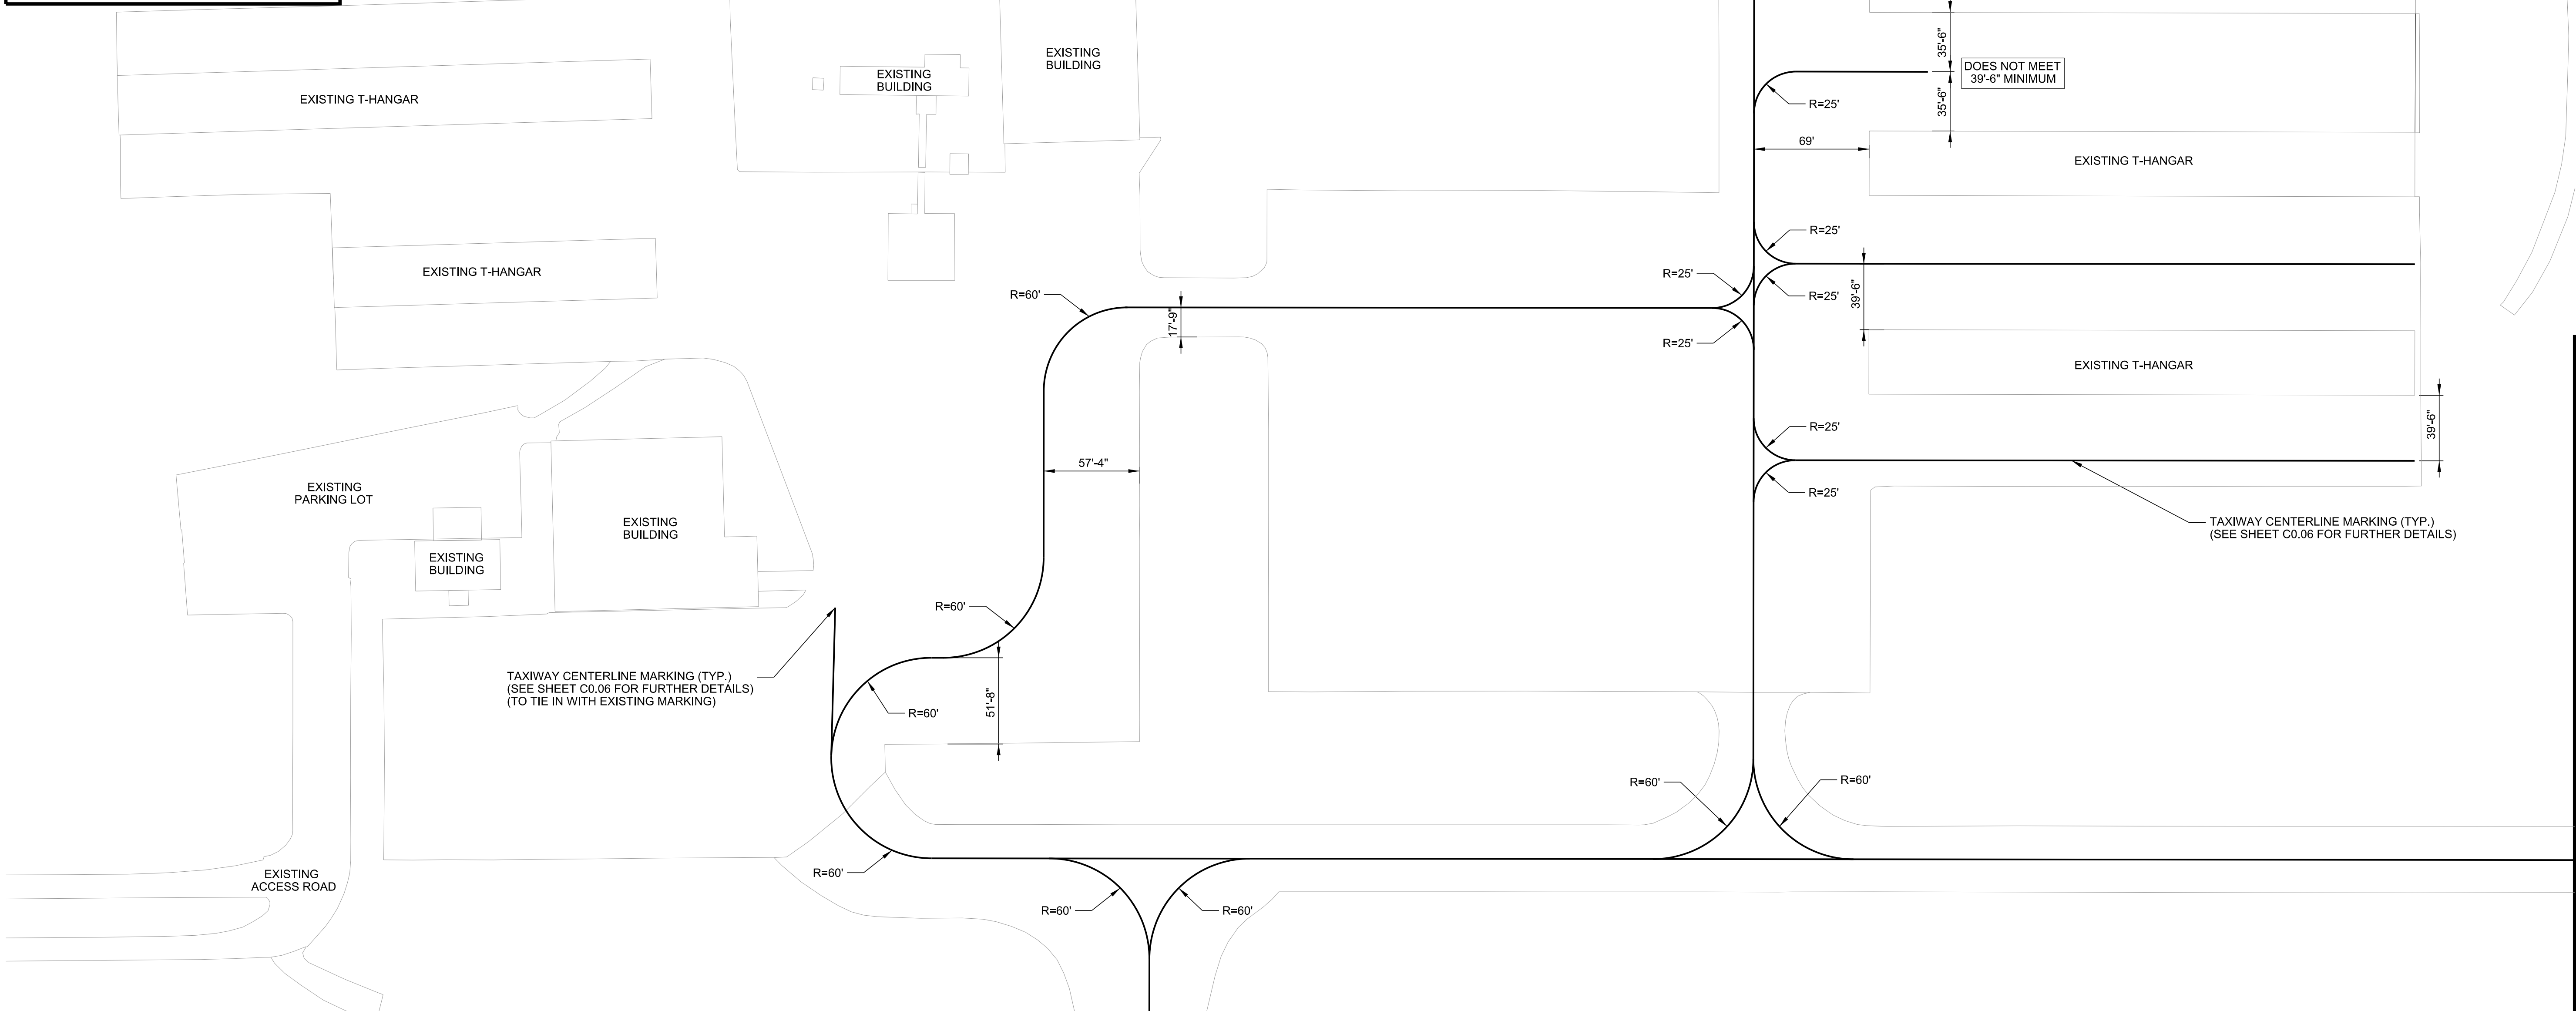 EXISTING
BUILDING
EXISTING
BUILDING
EXISTING T-HANGAR
35'-6"
DOES NOT MEET
39'-6" MINIMUM
35'-6"
R=25'
69'
EXISTING T-HANGAR
R=25'
EXISTING T-HANGAR
R=25'
R=60'
R=25'
39'-6"
17'-9"
R=25'
EXISTING T-HANGAR
39'-6"
R=25'
57'-4"
EXISTING
PARKING LOT
R=25'
EXISTING
BUILDING
TAXIWAY CENTERLINE MARKING (TYP.)
(SEE SHEET C0.06 FOR FURTHER DETAILS)
EXISTING
BUILDING
R=60'
TAXIWAY CENTERLINE MARKING (TYP.)
(SEE SHEET C0.06 FOR FURTHER DETAILS)
(TO TIE IN WITH EXISTING MARKING)
51'-8"
R=60'
R=60'
R=60'
R=60'
EXISTING
ACCESS ROAD
R=60'
R=60'